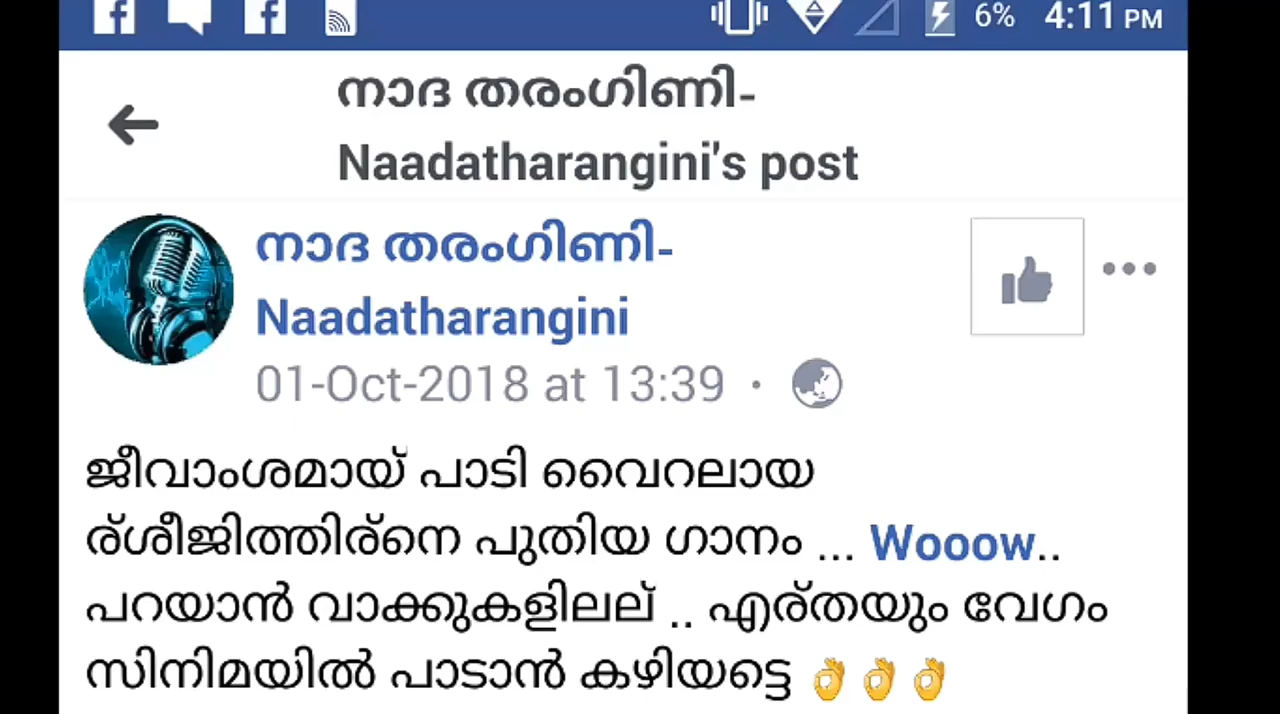 6% 4:11 PM
നാദ തരംഗിണി-
Naadatharangini's post
നാദ തരംഗിണി-
Naadatharangini
01-Oct-2018 at 13:39 ·
ജീവാംശമായ് പാടി വൈറലായ
ര്ശീജിത്തിര്നെ പുതിയ ഗാനം ... Wooow..
പറയാൻ വാക്കുകളിലല് .. എര്തയും വേഗം
സിനിമയിൽ പാടാൻ കഴിയട്ടെ 👌👌👌